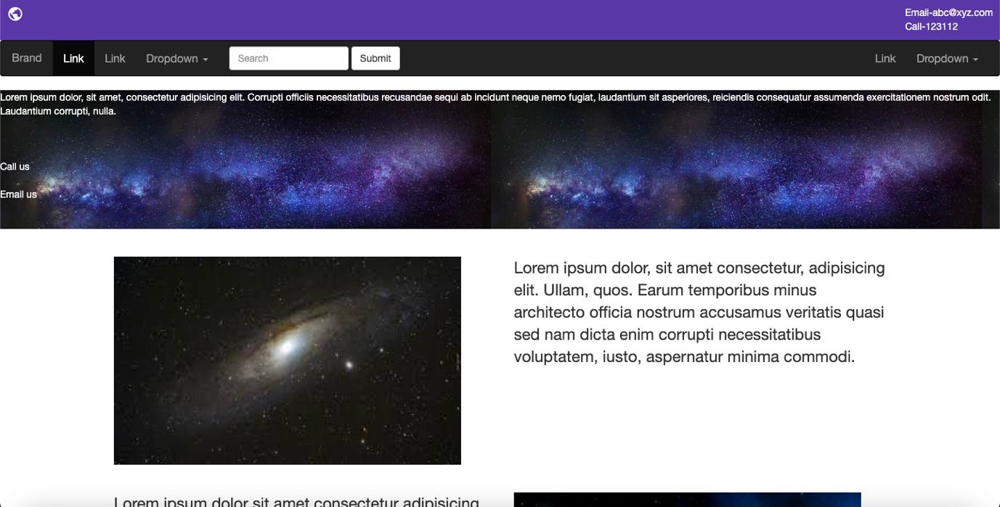 Email-abc@xyz.com
Call-123112
Brand Link Link Dropdown Search Submit Link Dropdown
Lorem ipsum dolor, sit amet, consectetur adipisicing elit. Corrupti officiis necessitatibus recusandae sequi ab incidunt neque nemo fugiat, laudantium sit asperiores, reiciendis consequatur assumenda exercitationem nostrum odit.
Laudantium corrupti, nulla.
Call us
Email us
Lorem ipsum dolor, sit amet consectetur, adipisicing
elit. Ullam, quos. Earum temporibus minus
architecto officia nostrum accusamus veritatis quasi
sed nam dicta enim corrupti necessitatibus
voluptatem, iusto, aspernatur minima commodi.
Lorem ipsum dolor sit amet consectetur adipisicing